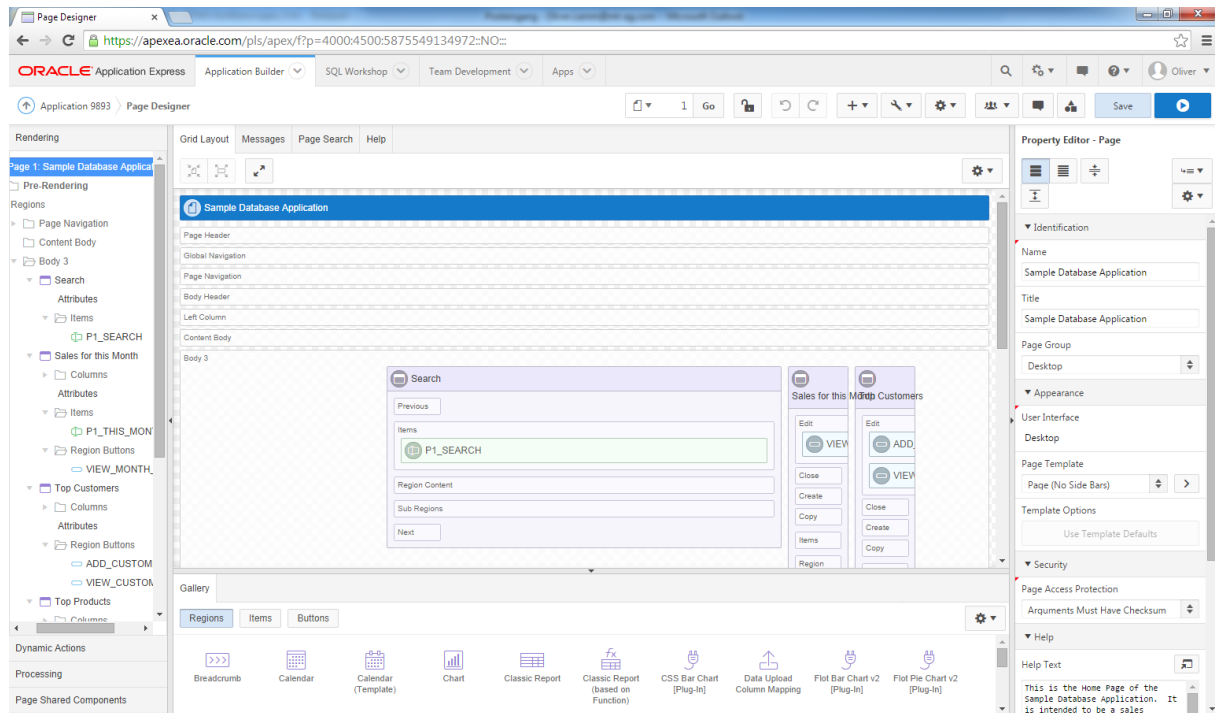 Page Designer
https://apexea.oracle.com/pls/apex/f?p=4000:4500:5875549134972::NO:::
ORACLE Application Express Application Builder SQL Workshop Team Development Apps Oliver
Application 9893 Page Designer 1 Go Save
Rendering
Page 1: Sample Database Applicat
Pre-Rendering
Regions
Page Navigation
Content Body
Body 3
Search
Attributes
Items
P1_SEARCH
Sales for this Month
Columns
Attributes
Items
P1_THIS_MON
Region Buttons
VIEW_MONTH_
Top Customers
Columns
Attributes
Region Buttons
ADD_CUSTOM
VIEW_CUSTOM
Top Products
Columns
Dynamic Actions
Processing
Page Shared Components
Grid Layout Messages Page Search Help
Sample Database Application
Page Header
Global Navigation
Page Navigation
Body Header
Left Column
Content Body
Body 3
Search
Previous
Items
P1_SEARCH
Region Content
Sub Regions
Next
Sales for this M
Edit
VIEW
Close
Create
Copy
Items
Region
Top Customers
Edit
ADD_
VIEW
Close
Create
Copy
Gallery
Regions Items Buttons
Breadcrumb
Calendar
Calendar
(Template)
Chart
Classic Report
Classic Report
(based on
Function)
CSS Bar Chart
[Plug-In]
Data Upload
Column Mapping
Flot Bar Chart v2
[Plug-In]
Flot Pie Chart v2
[Plug-In]
Property Editor - Page
Identification
Name
Sample Database Application
Title
Sample Database Application
Page Group
Desktop
Appearance
User Interface
Desktop
Page Template
Page (No Side Bars)
Template Options
Use Template Defaults
Security
Page Access Protection
Arguments Must Have Checksum
Help
Help Text
This is the Home Page of the
Sample Database Application. It
is intended to be a sales